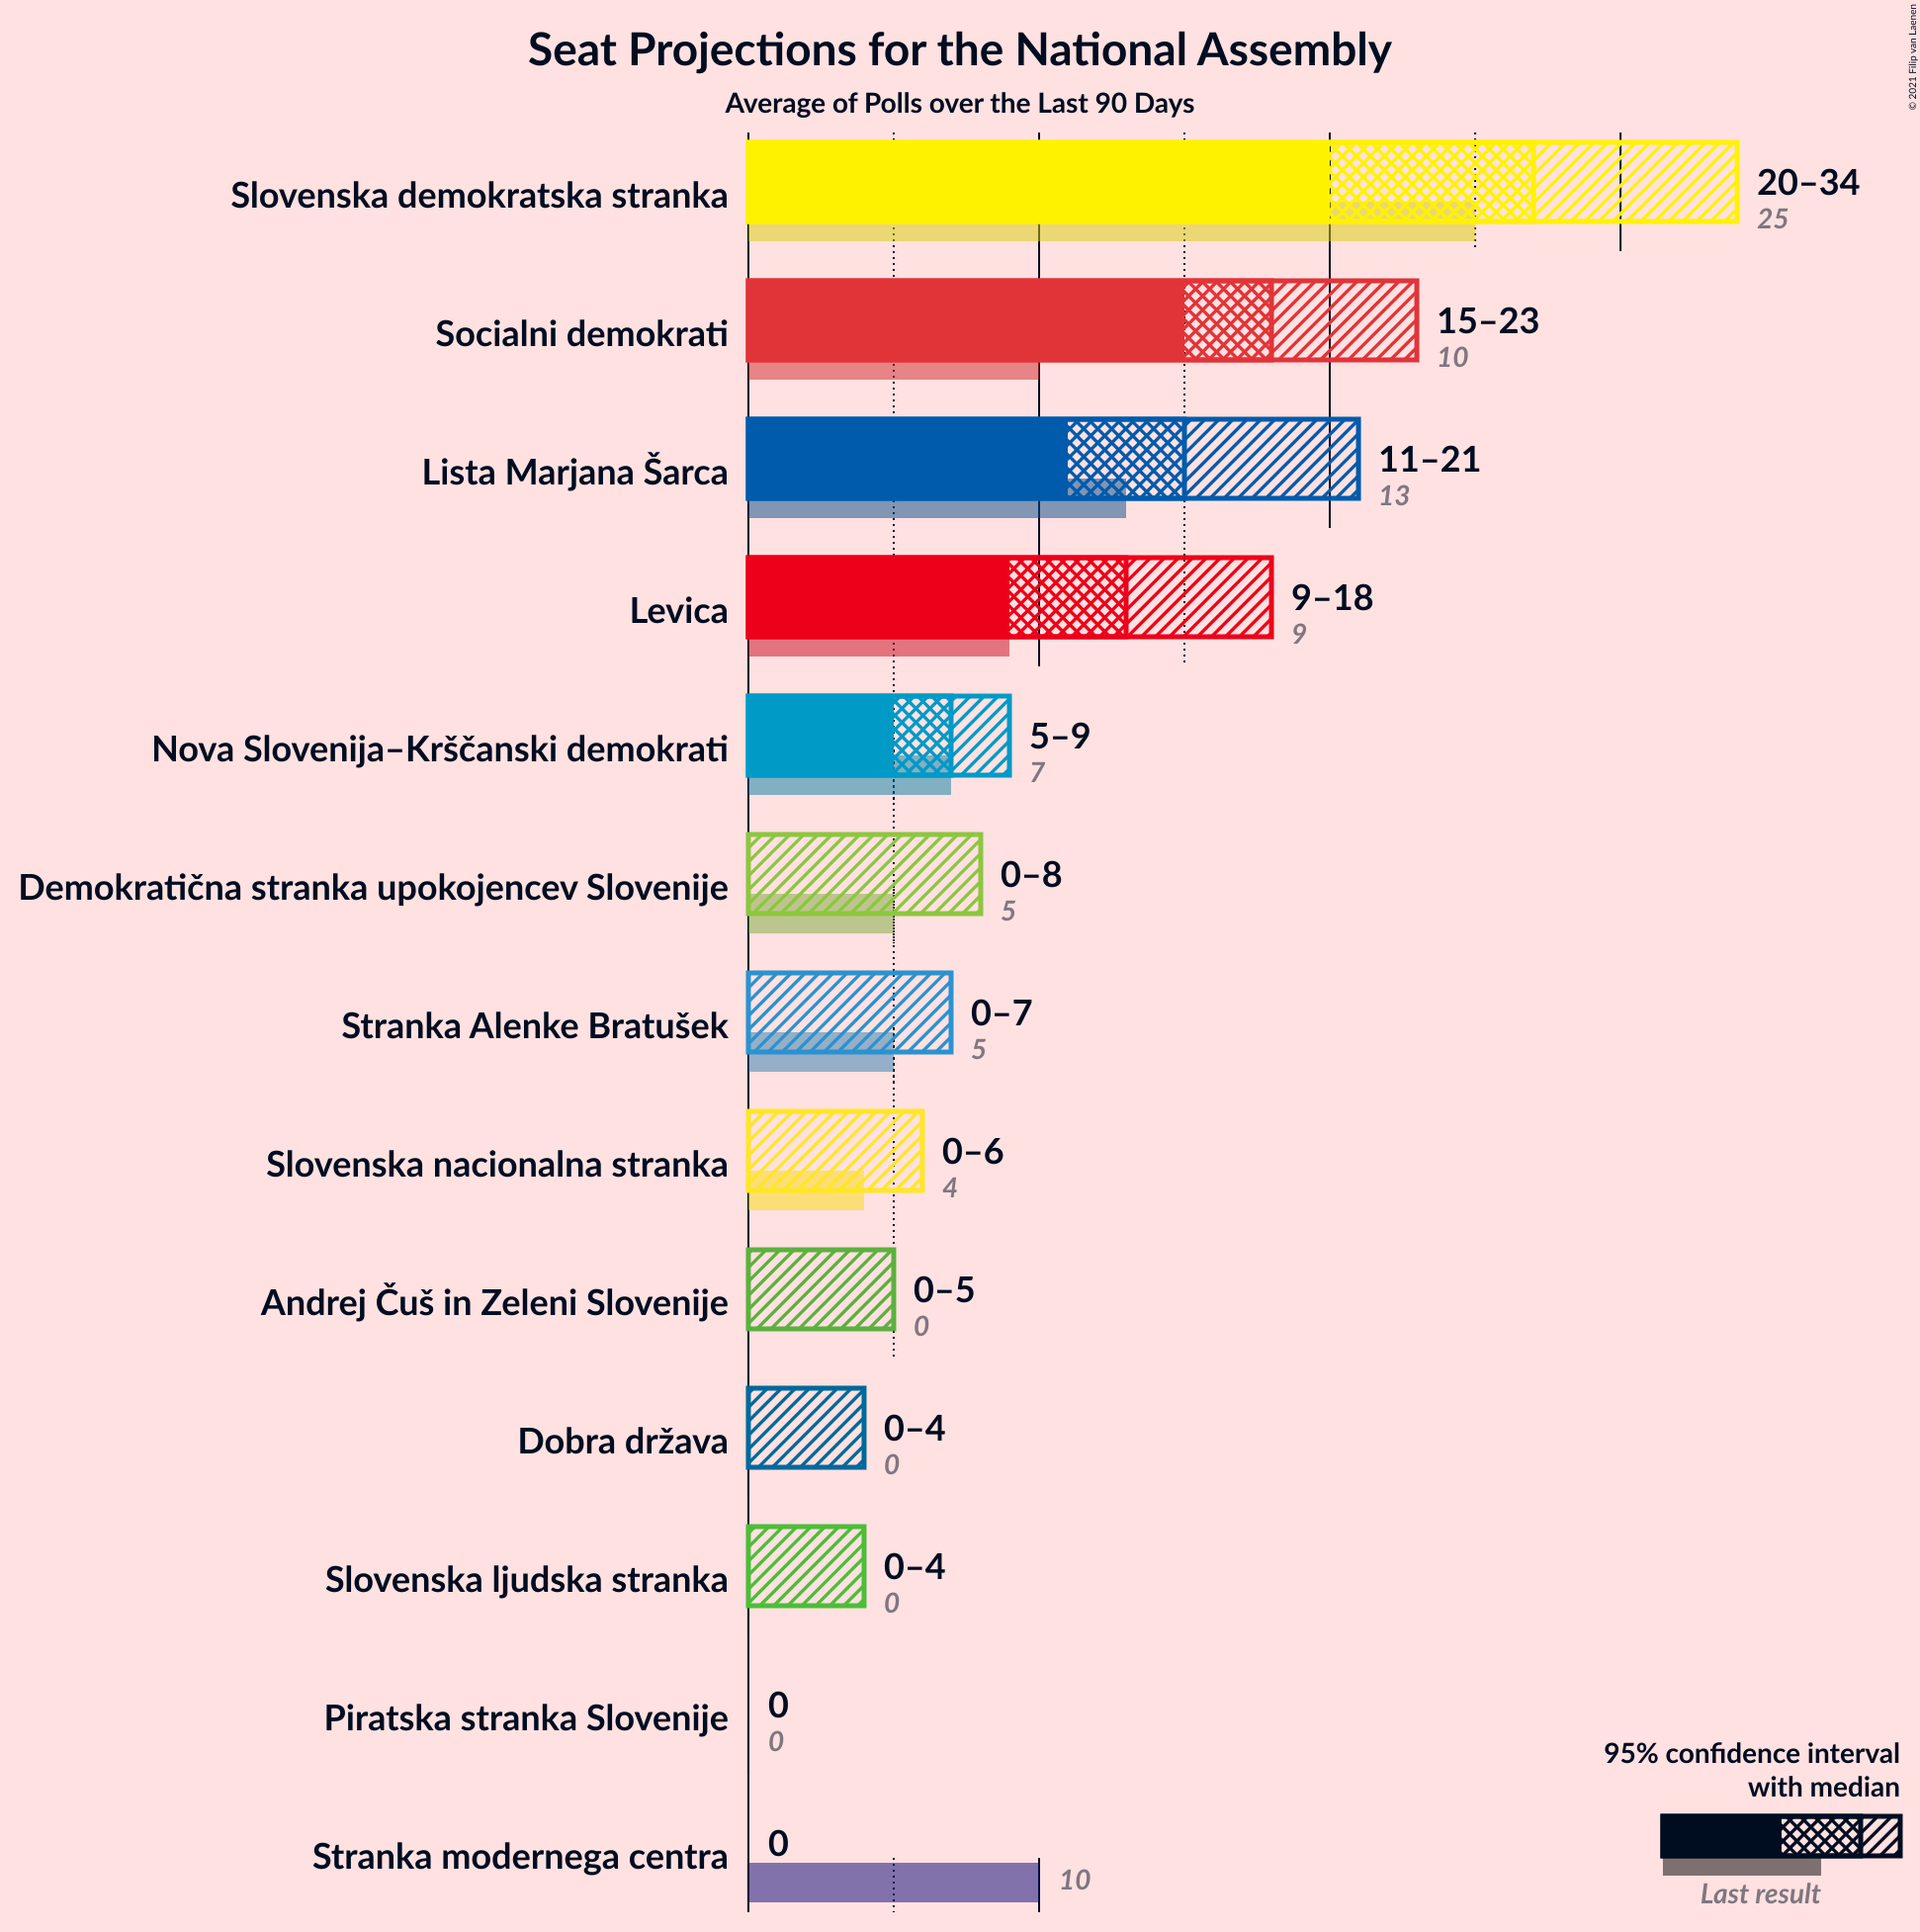 Seat Projections for the National Assembly
Average of Polls over the Last 90 Days
© 2021 Filip van Laenen
Slovenska demokratska stranka
20–34
25
Socialni demokrati
15–23
10
Lista Marjana Šarca
11–21
13
Levica
9–18
9
Nova Slovenija–Krščanski demokrati
5–9
7
Demokratična stranka upokojencev Slovenije
0–8
5
Stranka Alenke Bratušek
0–7
5
Slovenska nacionalna stranka
0–6
4
Andrej Čuš in Zeleni Slovenije
0–5
0
Dobra država
0–4
0
Slovenska ljudska stranka
0–4
0
Piratska stranka Slovenije
0
0
Stranka modernega centra
0
10
95% confidence interval
with median
Last result